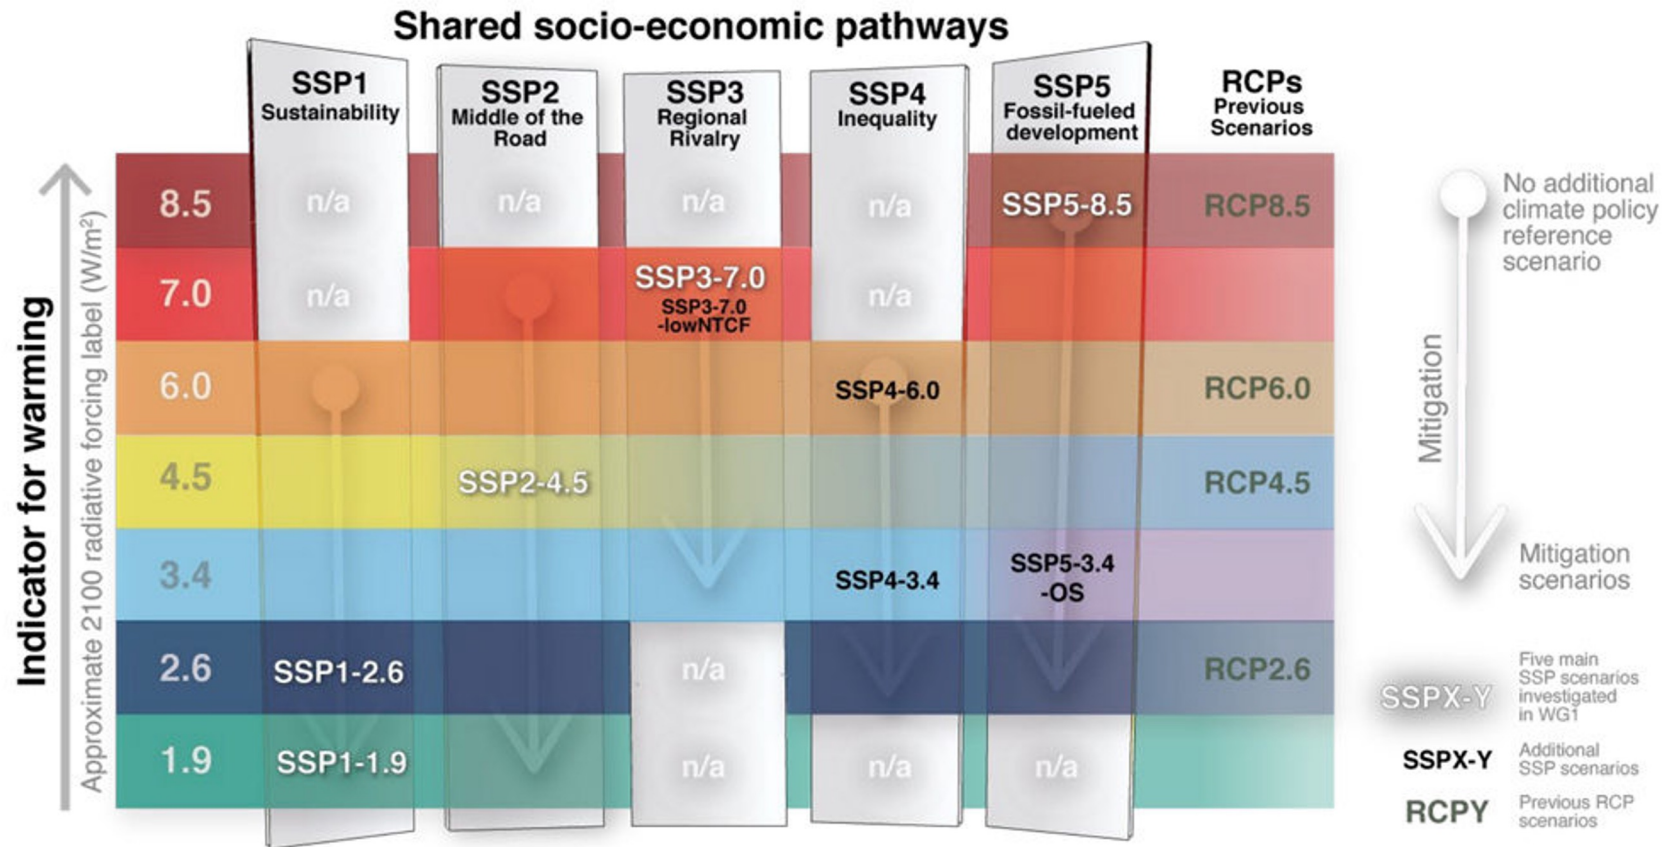 Shared socio-economic pathways
SSP1
Sustainability
SSP2
Middle of the
Road
SSP3
Regional
Rivalry
SSP4
Inequality
SSP5
Fossil-fueled
development
RCPs
Previous
Scenarios
Indicator for warming
Approximate 2100 radiative forcing label (W/m²)
8.5
n/a
n/a
n/a
n/a
SSP5-8.5
RCP8.5
7.0
n/a
SSP3-7.0
SSP3-7.0
-lowNTCF
n/a
6.0
SSP4-6.0
RCP6.0
4.5
SSP2-4.5
RCP4.5
3.4
SSP4-3.4
SSP5-3.4
-OS
2.6
SSP1-2.6
n/a
RCP2.6
1.9
SSP1-1.9
n/a
n/a
n/a
No additional
climate policy
reference
scenario
Mitigation
Mitigation
scenarios
SSPX-Y
Five main
SSP scenarios
investigated
in WG1
SSPX-Y
Additional
SSP scenarios
RCPY
Previous RCP
scenarios